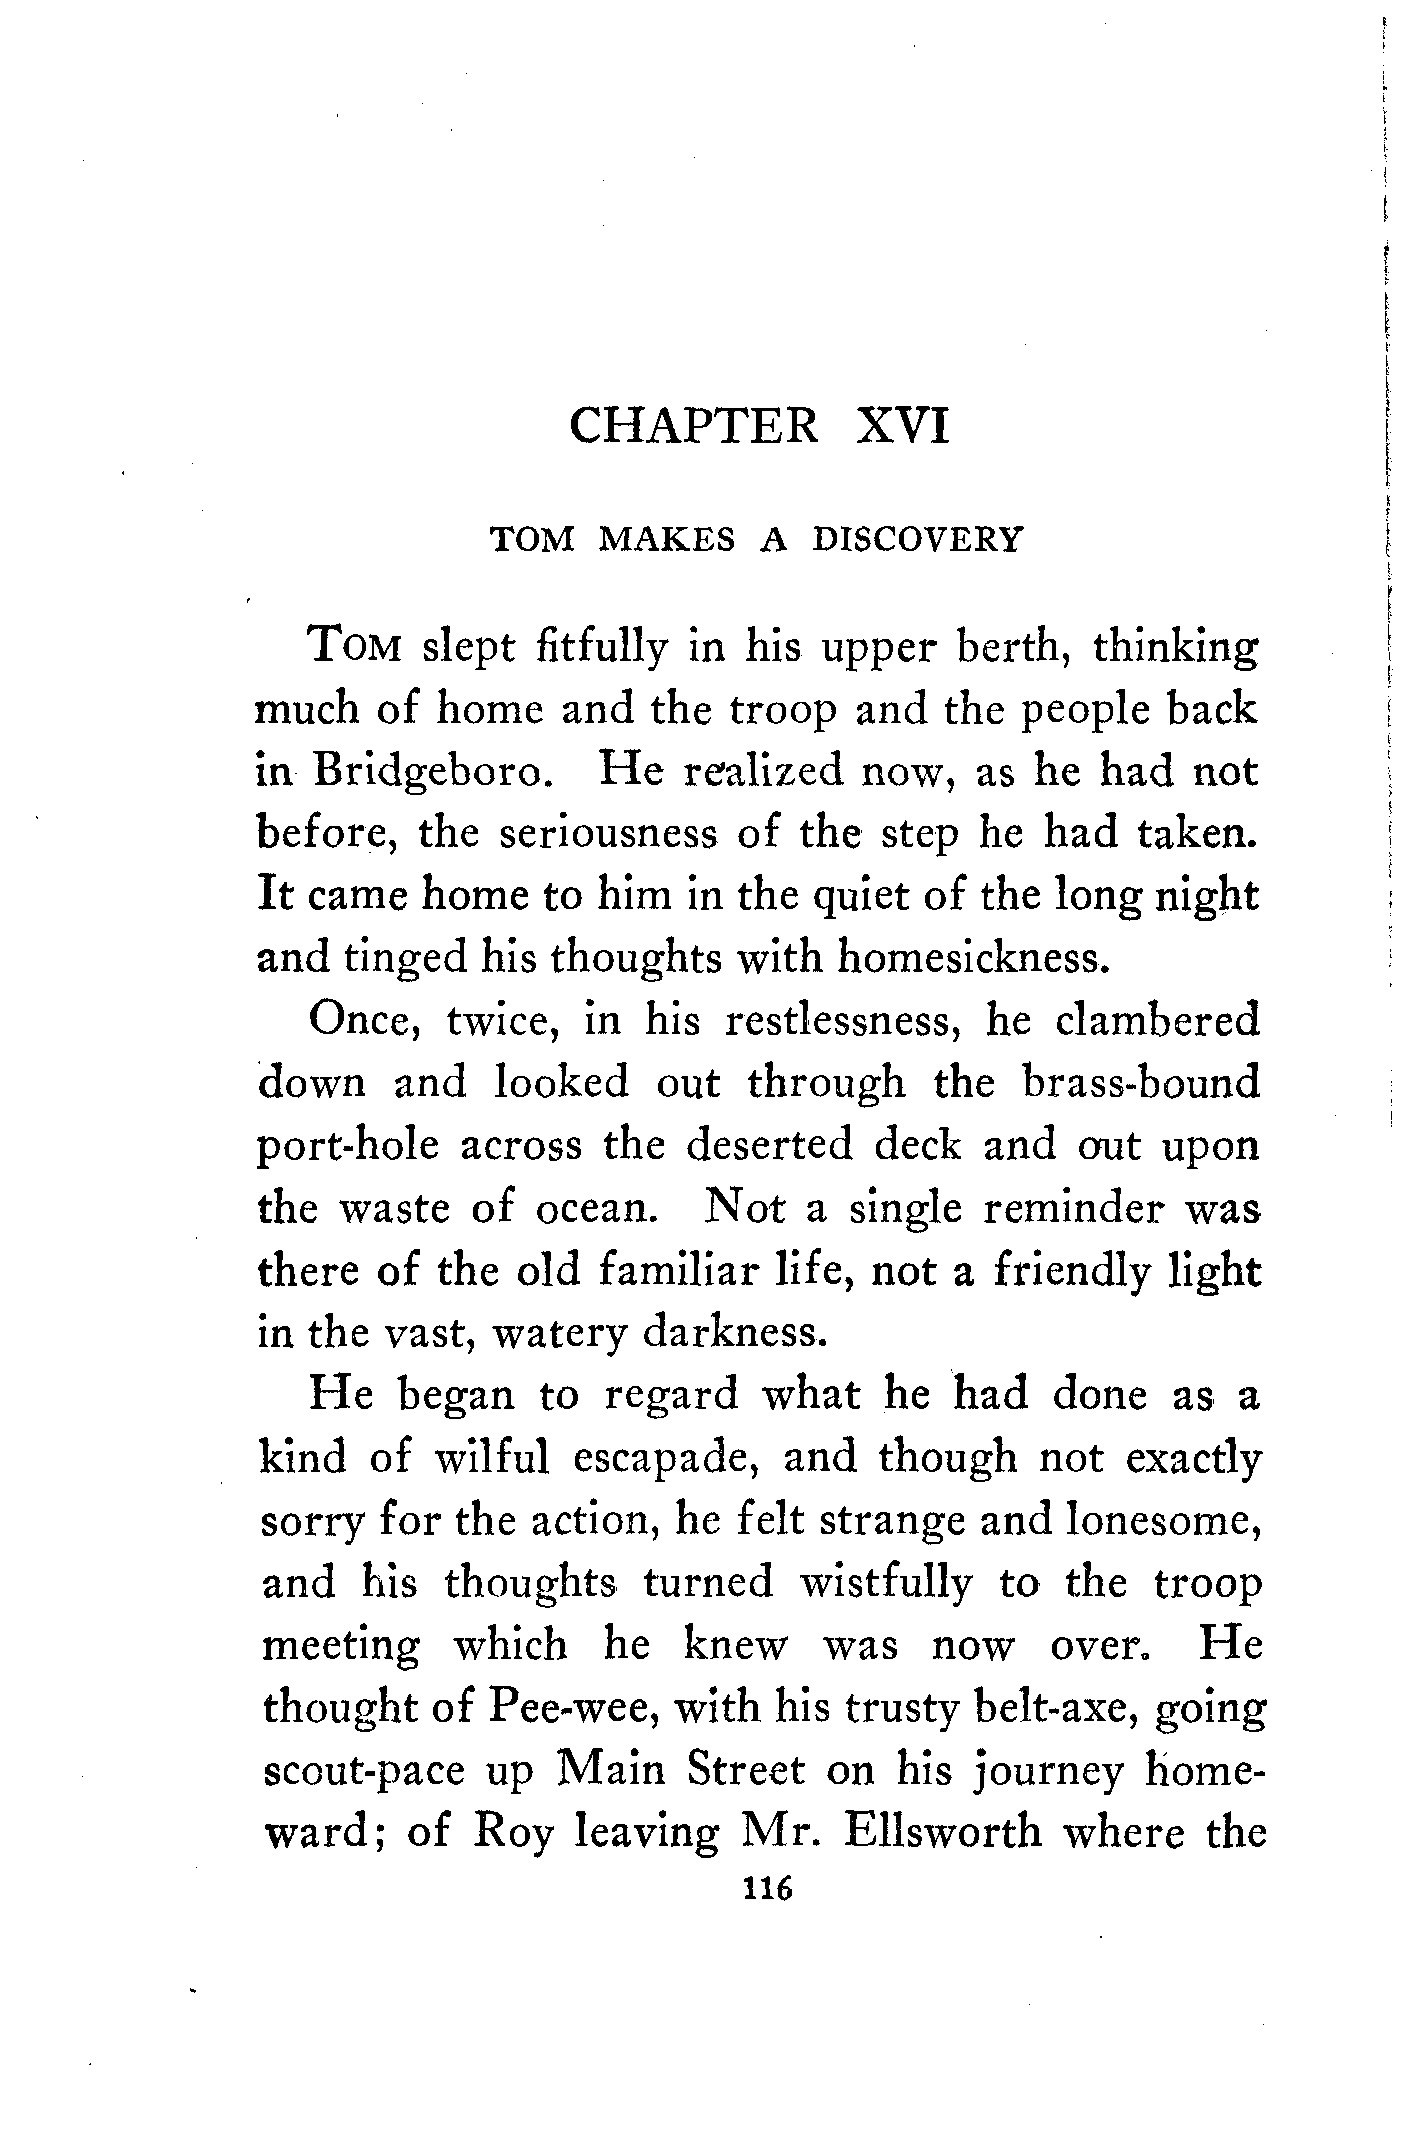 CHAPTER XVI
TOM MAKES A DISCOVERY
TOM slept fitfully in his upper berth, thinking
much of home and the troop and the people back
in Bridgeboro. He realized now, as he had not
before, the seriousness of the step he had taken.
It came home to him in the quiet of the long night
and tinged his thoughts with homesickness.
Once, twice, in his restlessness, he clambered
down and looked out through the brass-bound
port-hole across the deserted deck and out upon
the waste of ocean. Not a single reminder was
there of the old familiar life, not a friendly light
in the vast, watery darkness.
He began to regard what he had done as a
kind of wilful escapade, and though not exactly
sorry for the action, he felt strange and lonesome,
and his thoughts turned wistfully to the troop
meeting which he knew was now over. He
thought of Pee-wee, with his trusty belt-axe, going
scout-pace up Main Street on his journey home-
ward; of Roy leaving Mr. Ellsworth where the
116